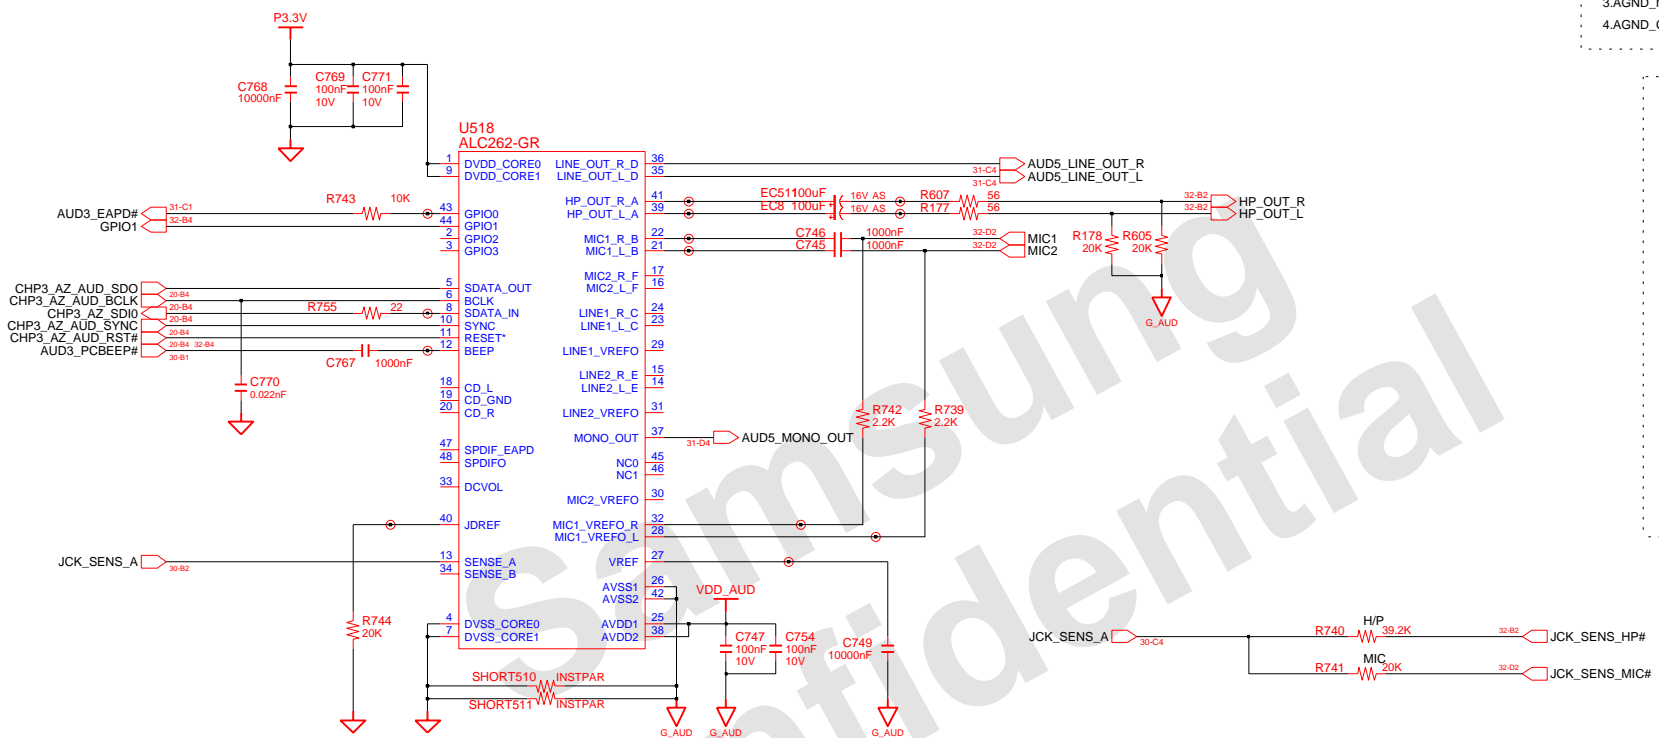 3.AGND_
4.AGND_
P3.3V
C768
10000nF
C769
100nF
10V
C771
100nF
10V
U518
ALC262-GR
1 DVDD_CORE0
9 DVDD_CORE1
43 GPIO0
44 GPIO1
2 GPIO2
3 GPIO3
5 SDATA_OUT
6 BCLK
8 SDATA_IN
10 SYNC
11 RESET*
12 BEEP
18 CD_L
19 CD_GND
20 CD_R
47 SPDIF_EAPD
48 SPDIFO
33 DCVOL
40 JDREF
13 SENSE_A
34 SENSE_B
4 DVSS_CORE0
7 DVSS_CORE1
LINE_OUT_R_D 36
LINE_OUT_L_D 35
HP_OUT_R_A 41
HP_OUT_L_A 39
MIC1_R_B 22
MIC1_L_B 21
MIC2_R_F 17
MIC2_L_F 16
LINE1_R_C 24
LINE1_L_C 23
LINE1_VREFO 29
LINE2_R_E 15
LINE2_L_E 14
LINE2_VREFO 31
MONO_OUT 37
NC0 45
NC1 46
MIC2_VREFO 30
MIC1_VREFO_R 32
MIC1_VREFO_L 28
VREF 27
AVSS1 26
AVSS2 42
AVDD1 25
AVDD2 38
AUD3_EAPD# 31-C1
R743 10K
GPIO1 32-B4
CHP3_AZ_AUD_SDO
CHP3_AZ_AUD_BCLK 20-B4
CHP3_AZ_SDI0 20-B4
R755 22
CHP3_AZ_AUD_SYNC 20-B4
CHP3_AZ_AUD_RST# 20-B4
AUD3_PCBEEP# 20-B4 32-B4
30-B1
C767 1000nF
C770
0.022nF
JCK_SENS_A 30-B2
R744
20K
SHORT510 INSTPAR
SHORT511 INSTPAR
31-C4 AUD5_LINE_OUT_R
31-C4 AUD5_LINE_OUT_L
EC51 100uF 16V AS R607 56 32-B2 HP_OUT_R
EC8 100uF 16V AS R177 56 32-B2 HP_OUT_L
C746 1000nF 32-D2 MIC1
C745 1000nF 32-D2 MIC2
R178
20K
R605
20K
G_AUD
R742
2.2K
R739
2.2K
31-D4 AUD5_MONO_OUT
VDD_AUD
C747
100nF
10V
C754
100nF
10V
C749
10000nF
G_AUD
G_AUD
G_AUD
JCK_SENS_A 30-C4
H/P
R740 39.2K 32-B2 JCK_SENS_HP#
MIC
R741 20K 32-D2 JCK_SENS_MIC#
Samsung
fidential